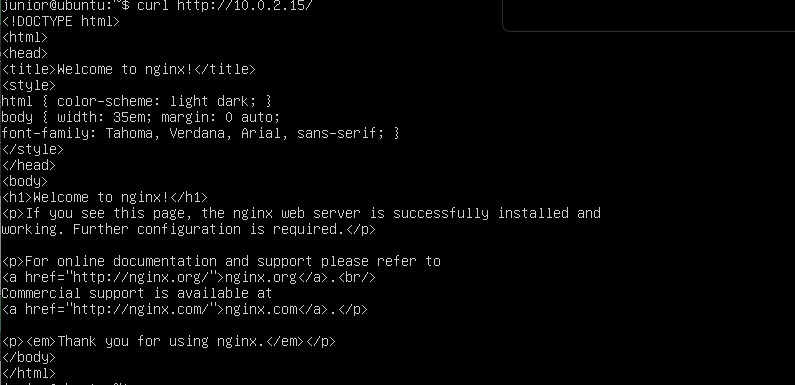 junior@ubuntu:~$ curl http://10.0.2.15/
<!DOCTYPE html>
<html>
<head>
<title>Welcome to nginx!</title>
<style>
html { color-scheme: light dark; }
body { width: 35em; margin: 0 auto;
font-family: Tahoma, Verdana, Arial, sans-serif; }
</style>
</head>
<body>
<h1>Welcome to nginx!</h1>
<p>If you see this page, the nginx web server is successfully installed and
working. Further configuration is required.</p>

<p>For online documentation and support please refer to
<a href="http://nginx.org/">nginx.org</a>.<br/>
Commercial support is available at
<a href="http://nginx.com/">nginx.com</a>.</p>

<p><em>Thank you for using nginx.</em></p>
</body>
</html>